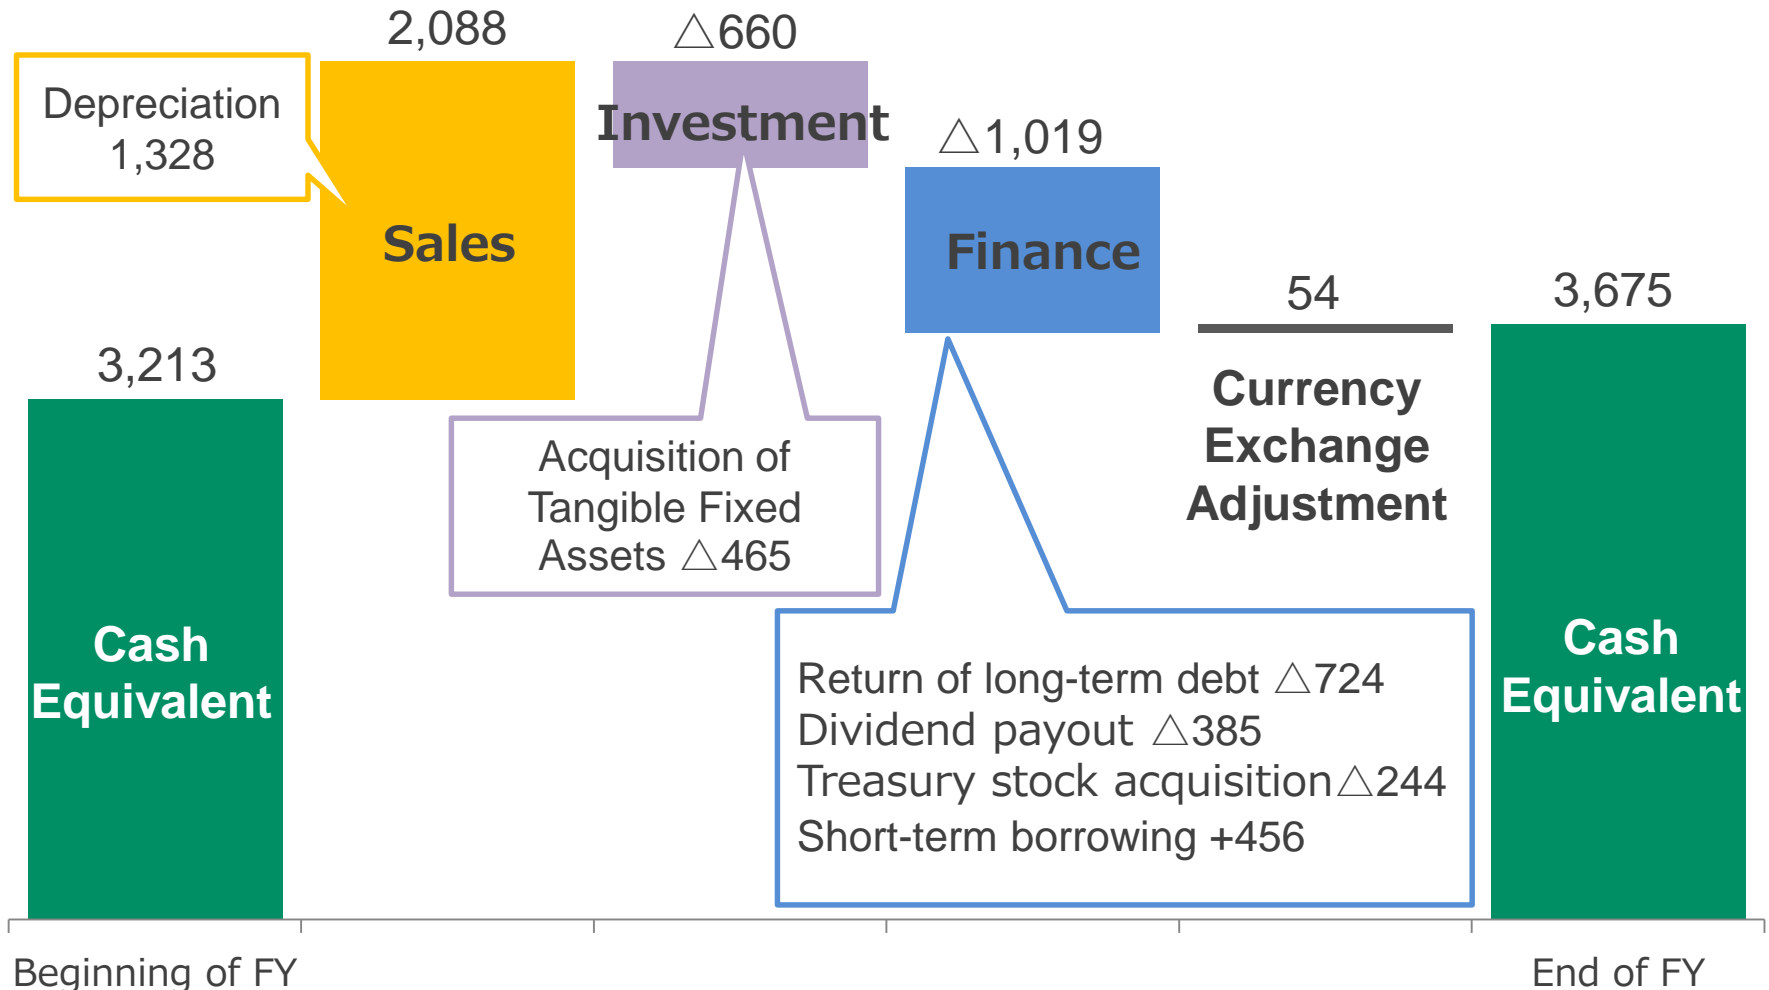 2,088
△660
Depreciation
1,328
Investment
△1,019
Sales
Finance
54
3,675
3,213
Currency
Exchange
Adjustment
Acquisition of
Tangible Fixed
Assets △465
Cash
Equivalent
Return of long-term debt △724
Dividend payout △385
Treasury stock acquisition△244
Short-term borrowing +456
Cash
Equivalent
Beginning of FY
End of FY